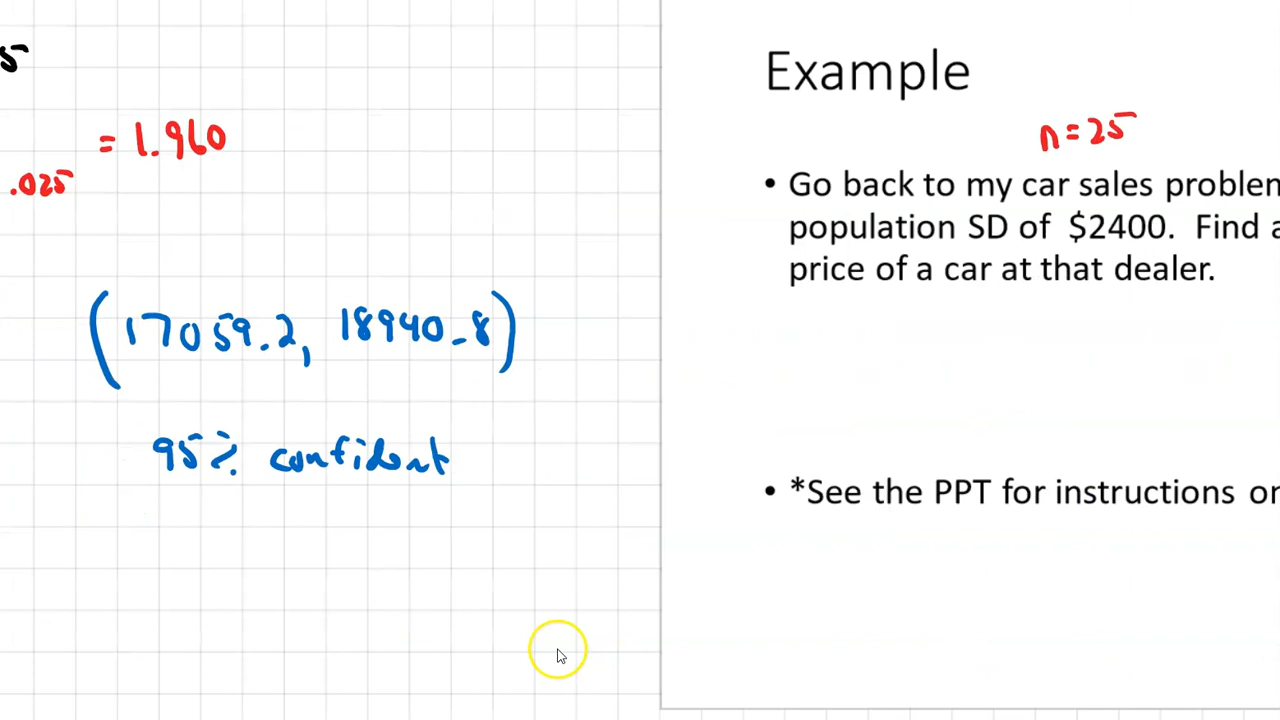 5
= 1.960
.025
(17059.2, 18940.8)
95% confident
Example
n = 25
• Go back to my car sales problem
population SD of $2400. Find a
price of a car at that dealer.
• *See the PPT for instructions on